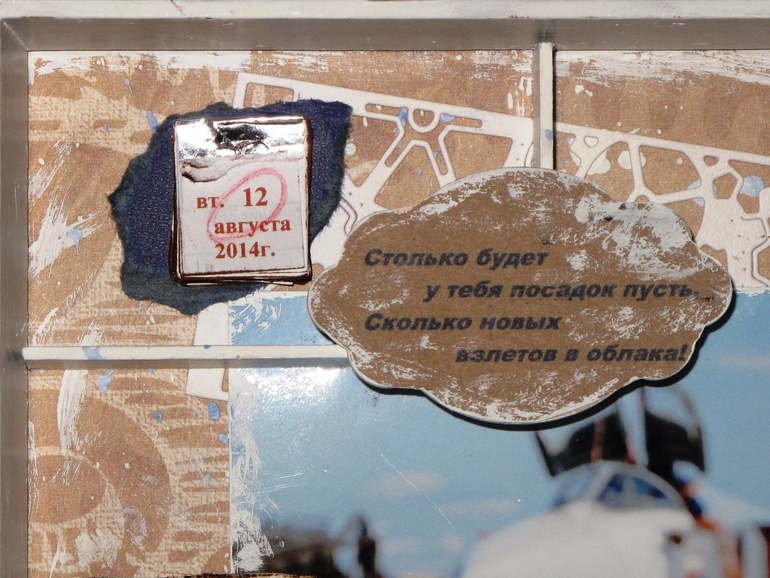 вт. 12
августа
2014г.
Столько будет
у тебя посадок пусть,
Сколько новых
взлетов в облака!